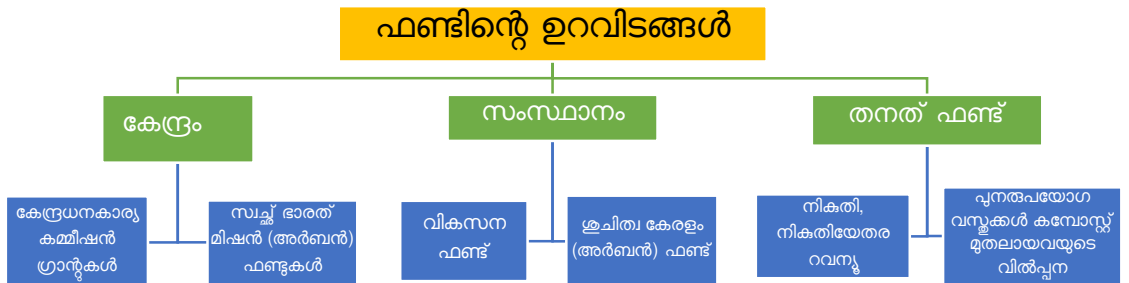 ഫണ്ടിന്റെ ഉറവിടങ്ങൾ
കേന്ദ്രം
സംസ്ഥാനം
തനത് ഫണ്ട്
കേന്ദ്രധനകാര്യ
കമ്മീഷൻ
ഗ്രാന്റുകൾ
സ്വച്ഛ് ഭാരത്
മിഷൻ (അർബൻ)
ഫണ്ടുകൾ
വികസന
ഫണ്ട്
ശുചിത്വ കേരളം
(അർബൻ) ഫണ്ട്
നികുതി,
നികുതിയേതര
റവന്യൂ
പുനരുപയോഗ
വസ്തുക്കൾ കമ്പോസ്റ്റ്
മുതലായവയുടെ
വിൽപ്പന